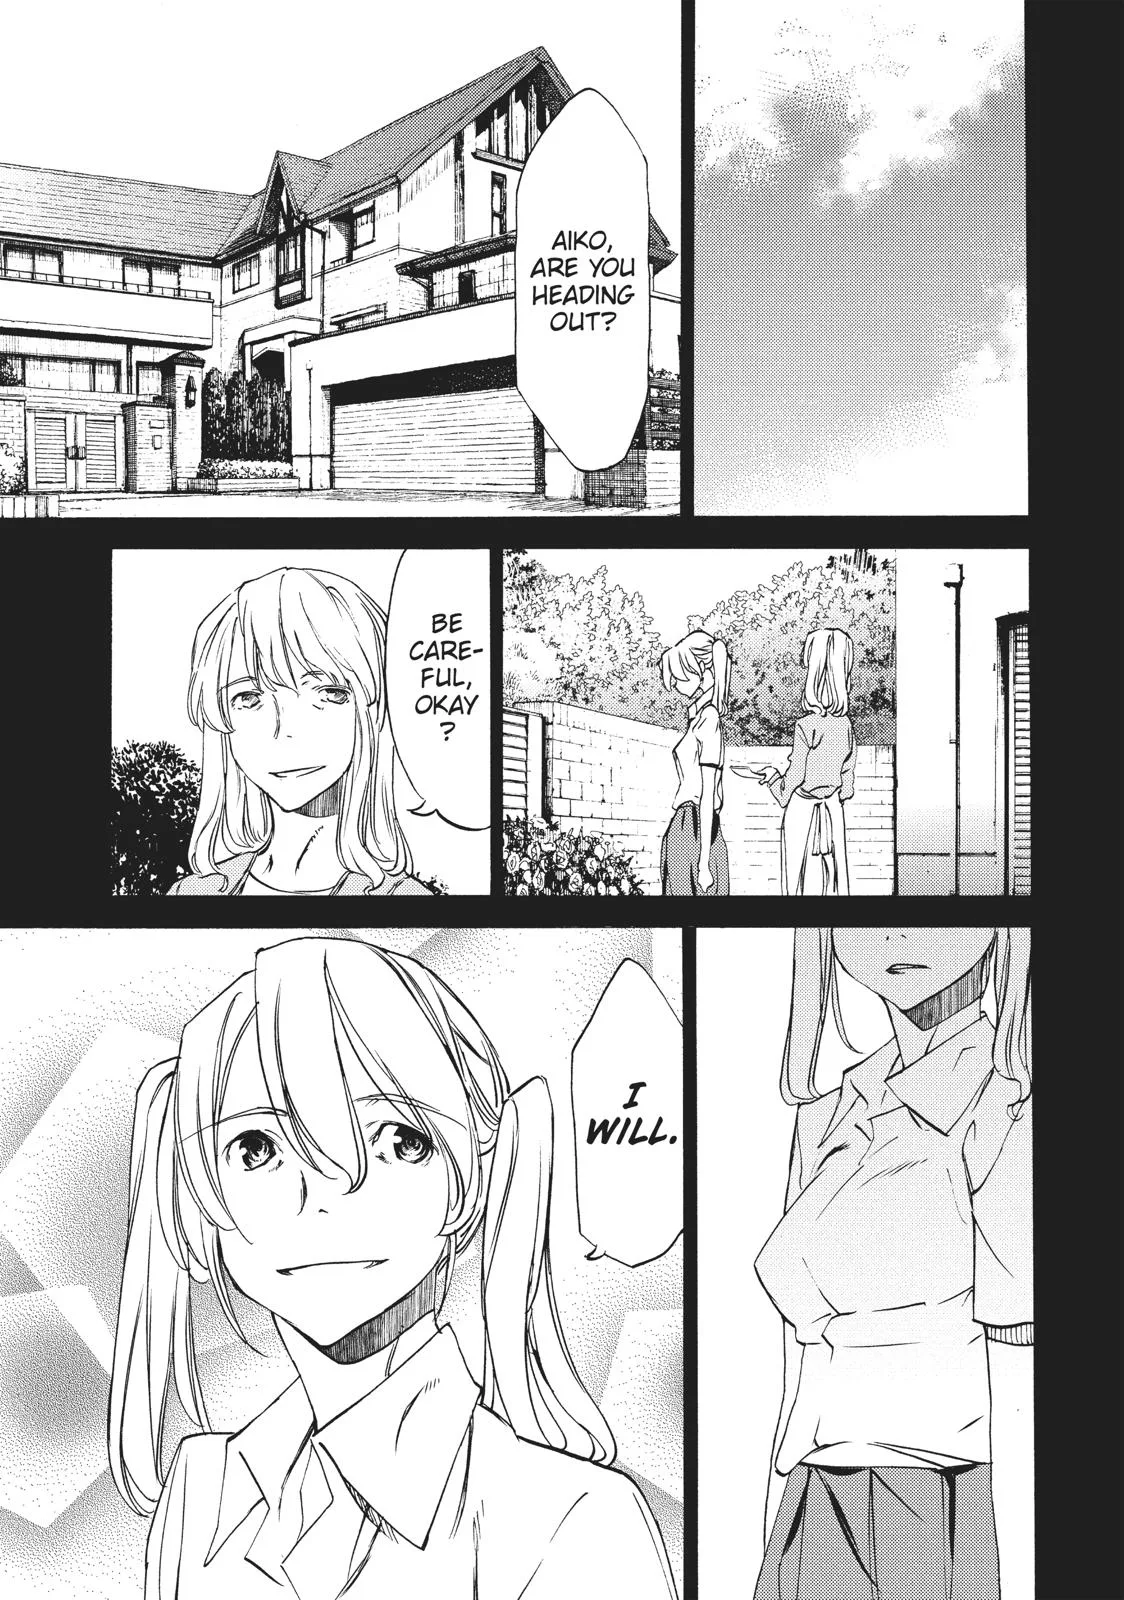 AIKO,
ARE YOU
HEADING
OUT?
BE
CARE-
FUL,
OKAY
?
I
WILL.